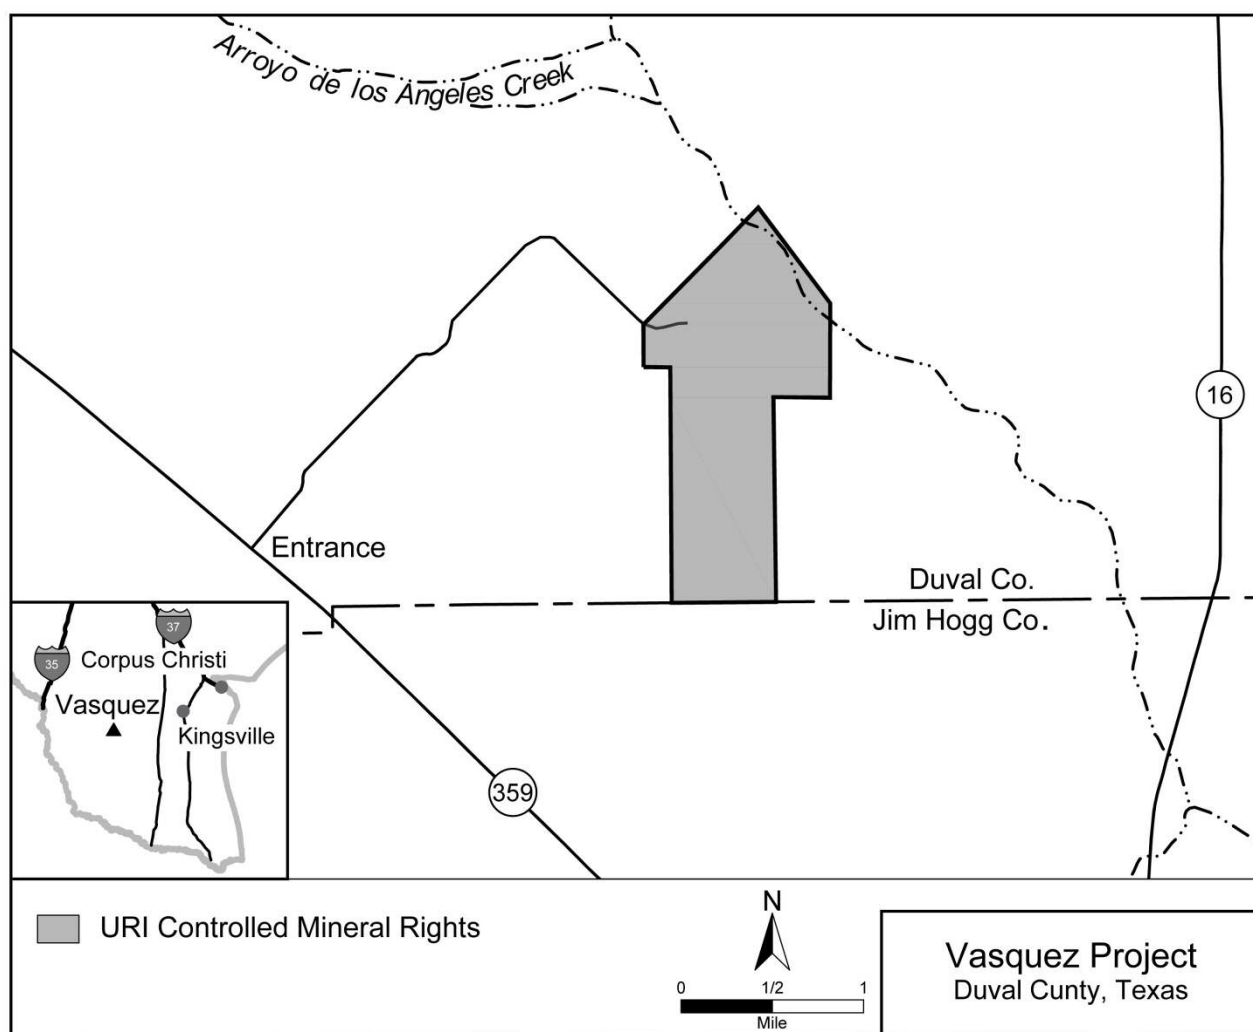 Arroyo de los Angeles Creek
16
Entrance
Duval Co.
Jim Hogg Co.
37
35
Corpus Christi
Vasquez
Kingsville
359
URI Controlled Mineral Rights
N
0 1/2 1
Mile
Vasquez Project
Duval Cunty, Texas